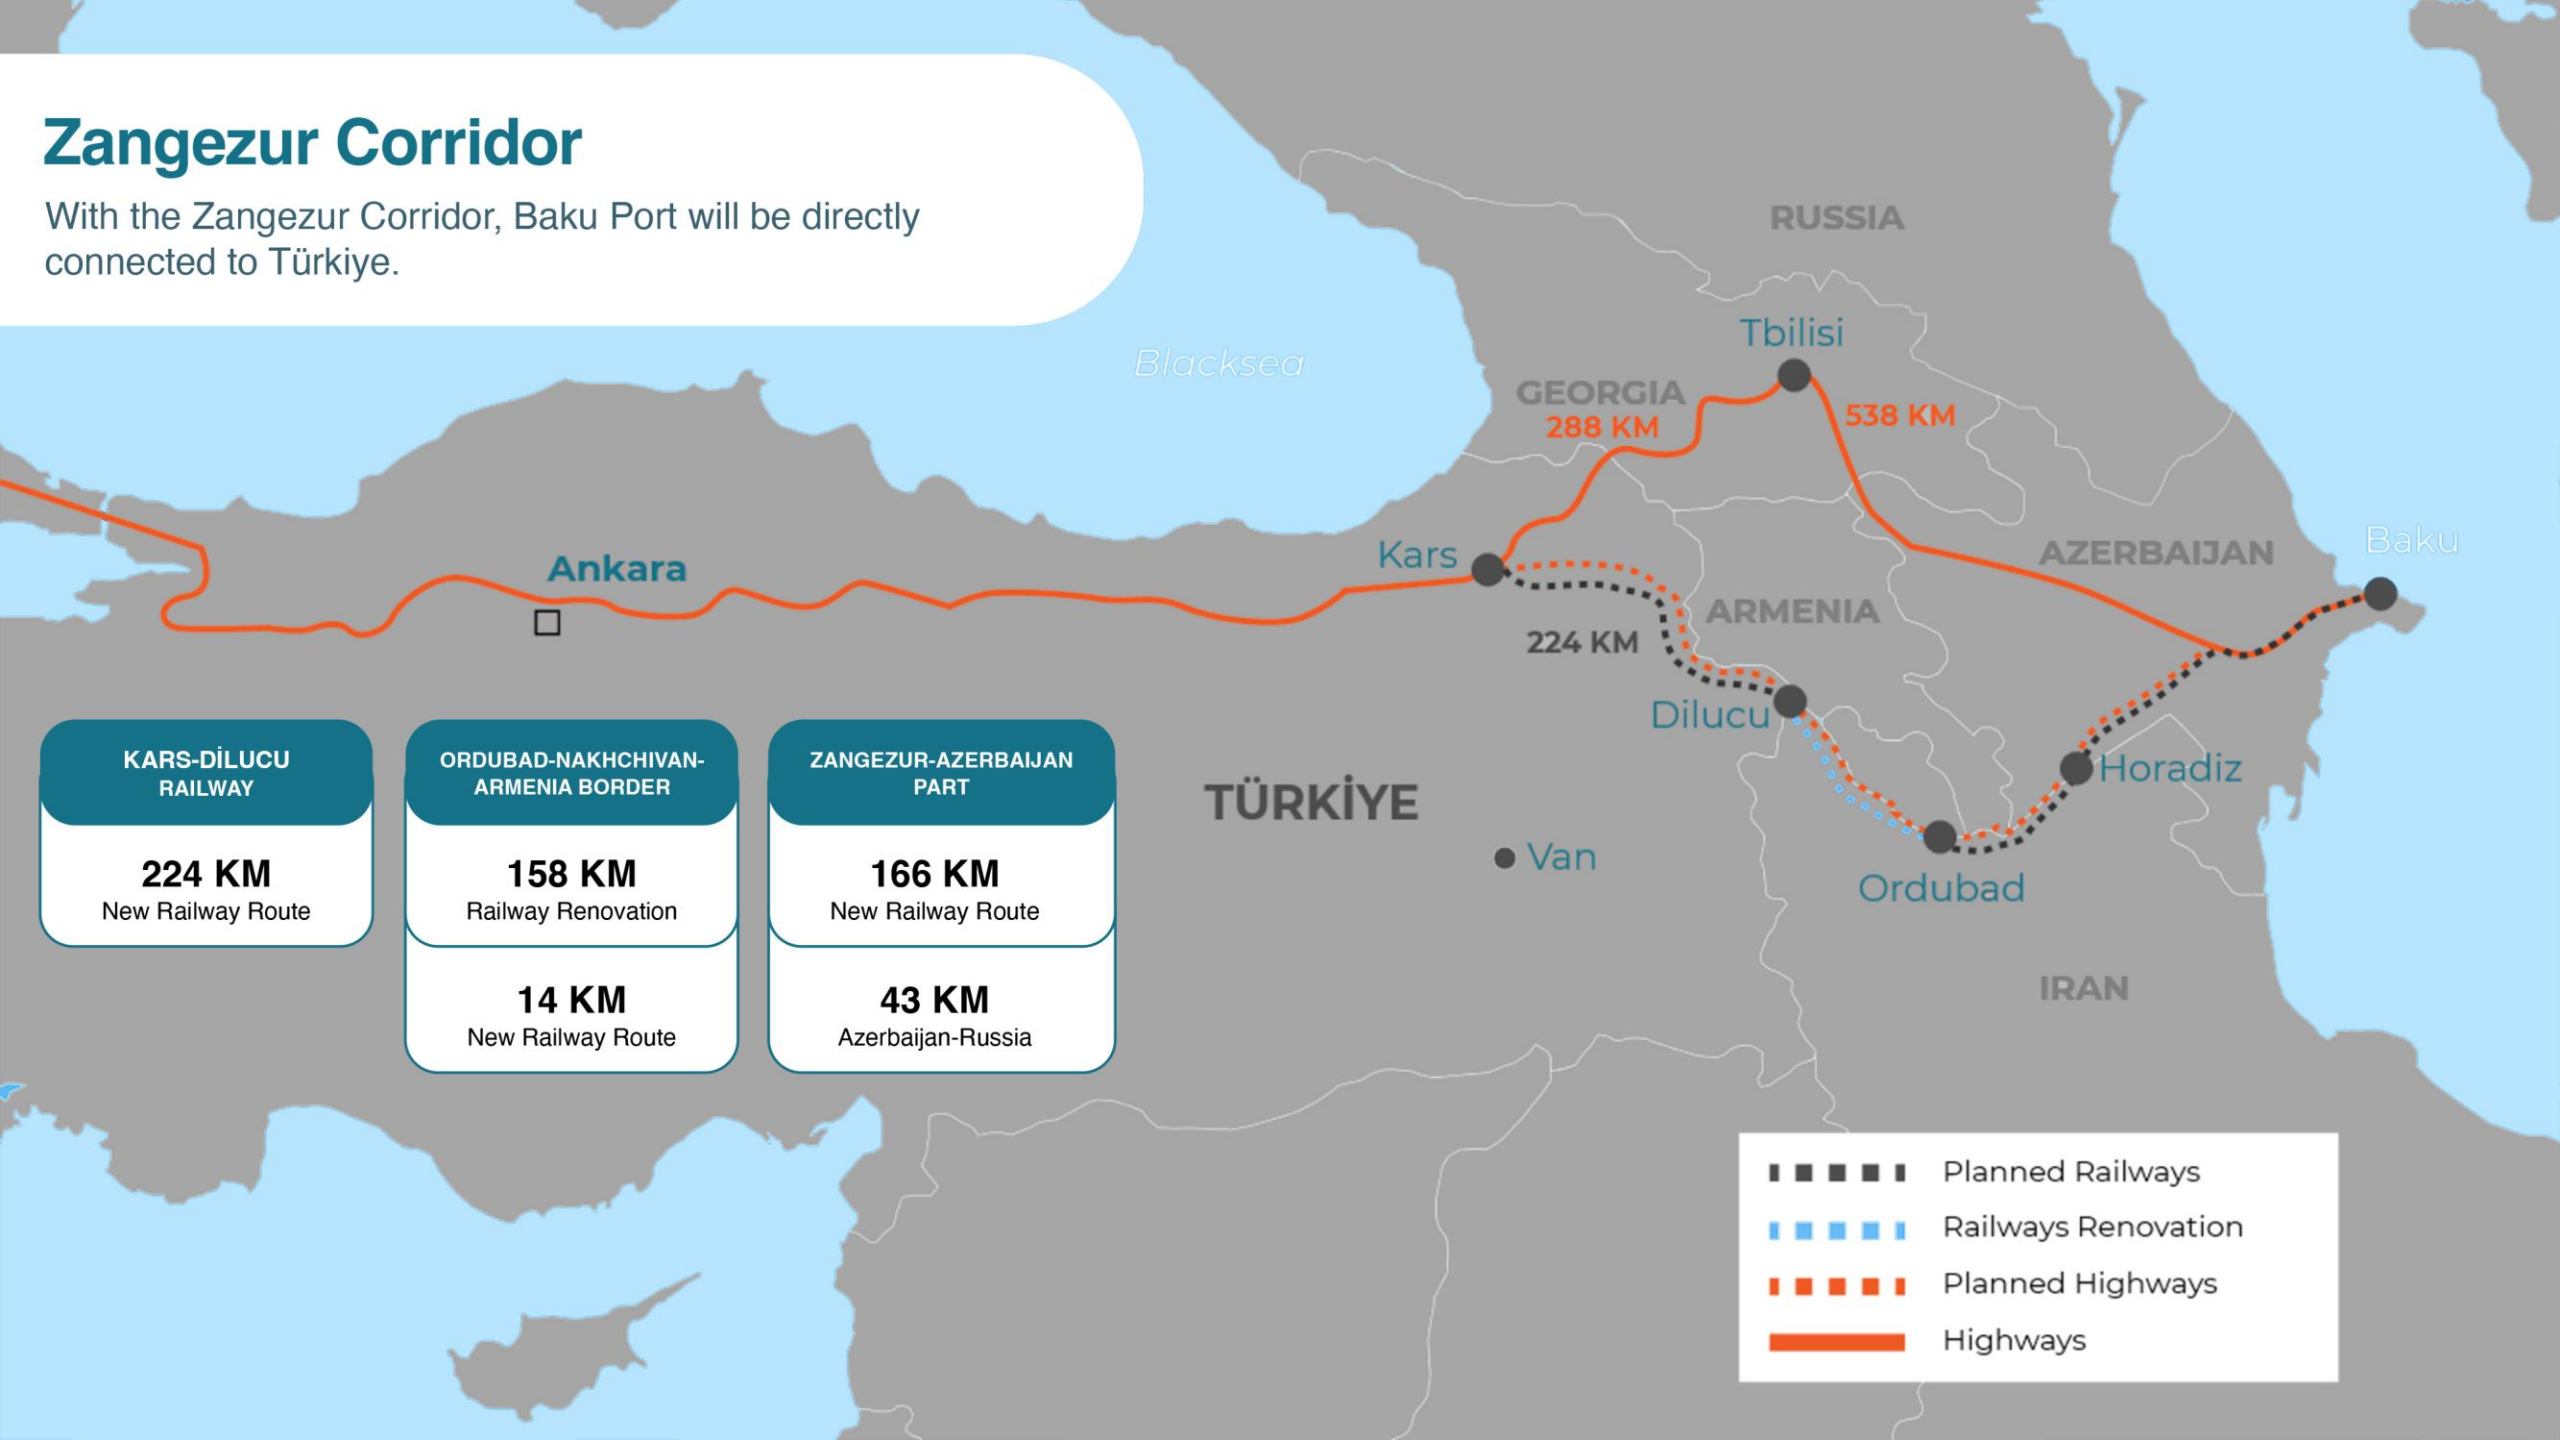 Zangezur Corridor
With the Zangezur Corridor, Baku Port will be directly
connected to Türkiye.
RUSSIA
Tbilisi
Blacksea
GEORGIA
288 KM
538 KM
Baku
Kars
AZERBAIJAN
Ankara
ARMENIA
224 KM
Dilucu
Horadiz
TÜRKİYE
Van
Ordubad
IRAN
KARS-DİLUCU
RAILWAY
224 KM
New Railway Route
ORDUBAD-NAKHCHIVAN-
ARMENIA BORDER
158 KM
Railway Renovation
14 KM
New Railway Route
ZANGEZUR-AZERBAIJAN
PART
166 KM
New Railway Route
43 KM
Azerbaijan-Russia
Planned Railways
Railways Renovation
Planned Highways
Highways